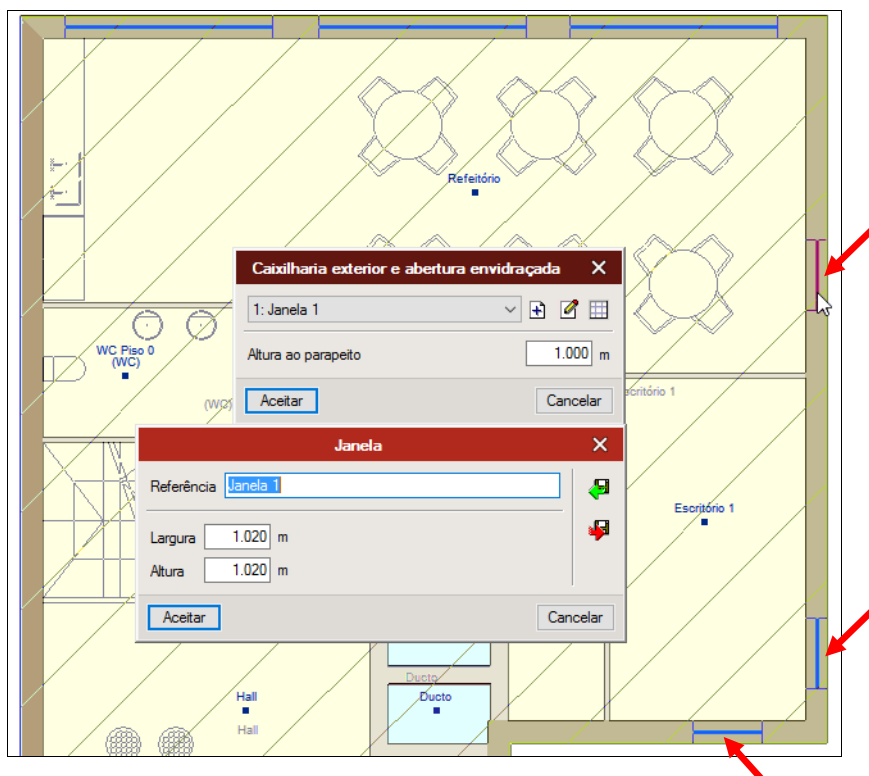 Refeitório
Caixilharia exterior e abertura envidraçada
1: Janela 1
Altura ao parapeito
1.000 m
Aceitar
Cancelar
WC Piso 0
(WC)
(WC)
escritório 1
Janela
Referência Janela 1
Largura 1.020 m
Altura 1.020 m
Aceitar
Cancelar
Escritório 1
Ducto
Ducto
Hall
Hall